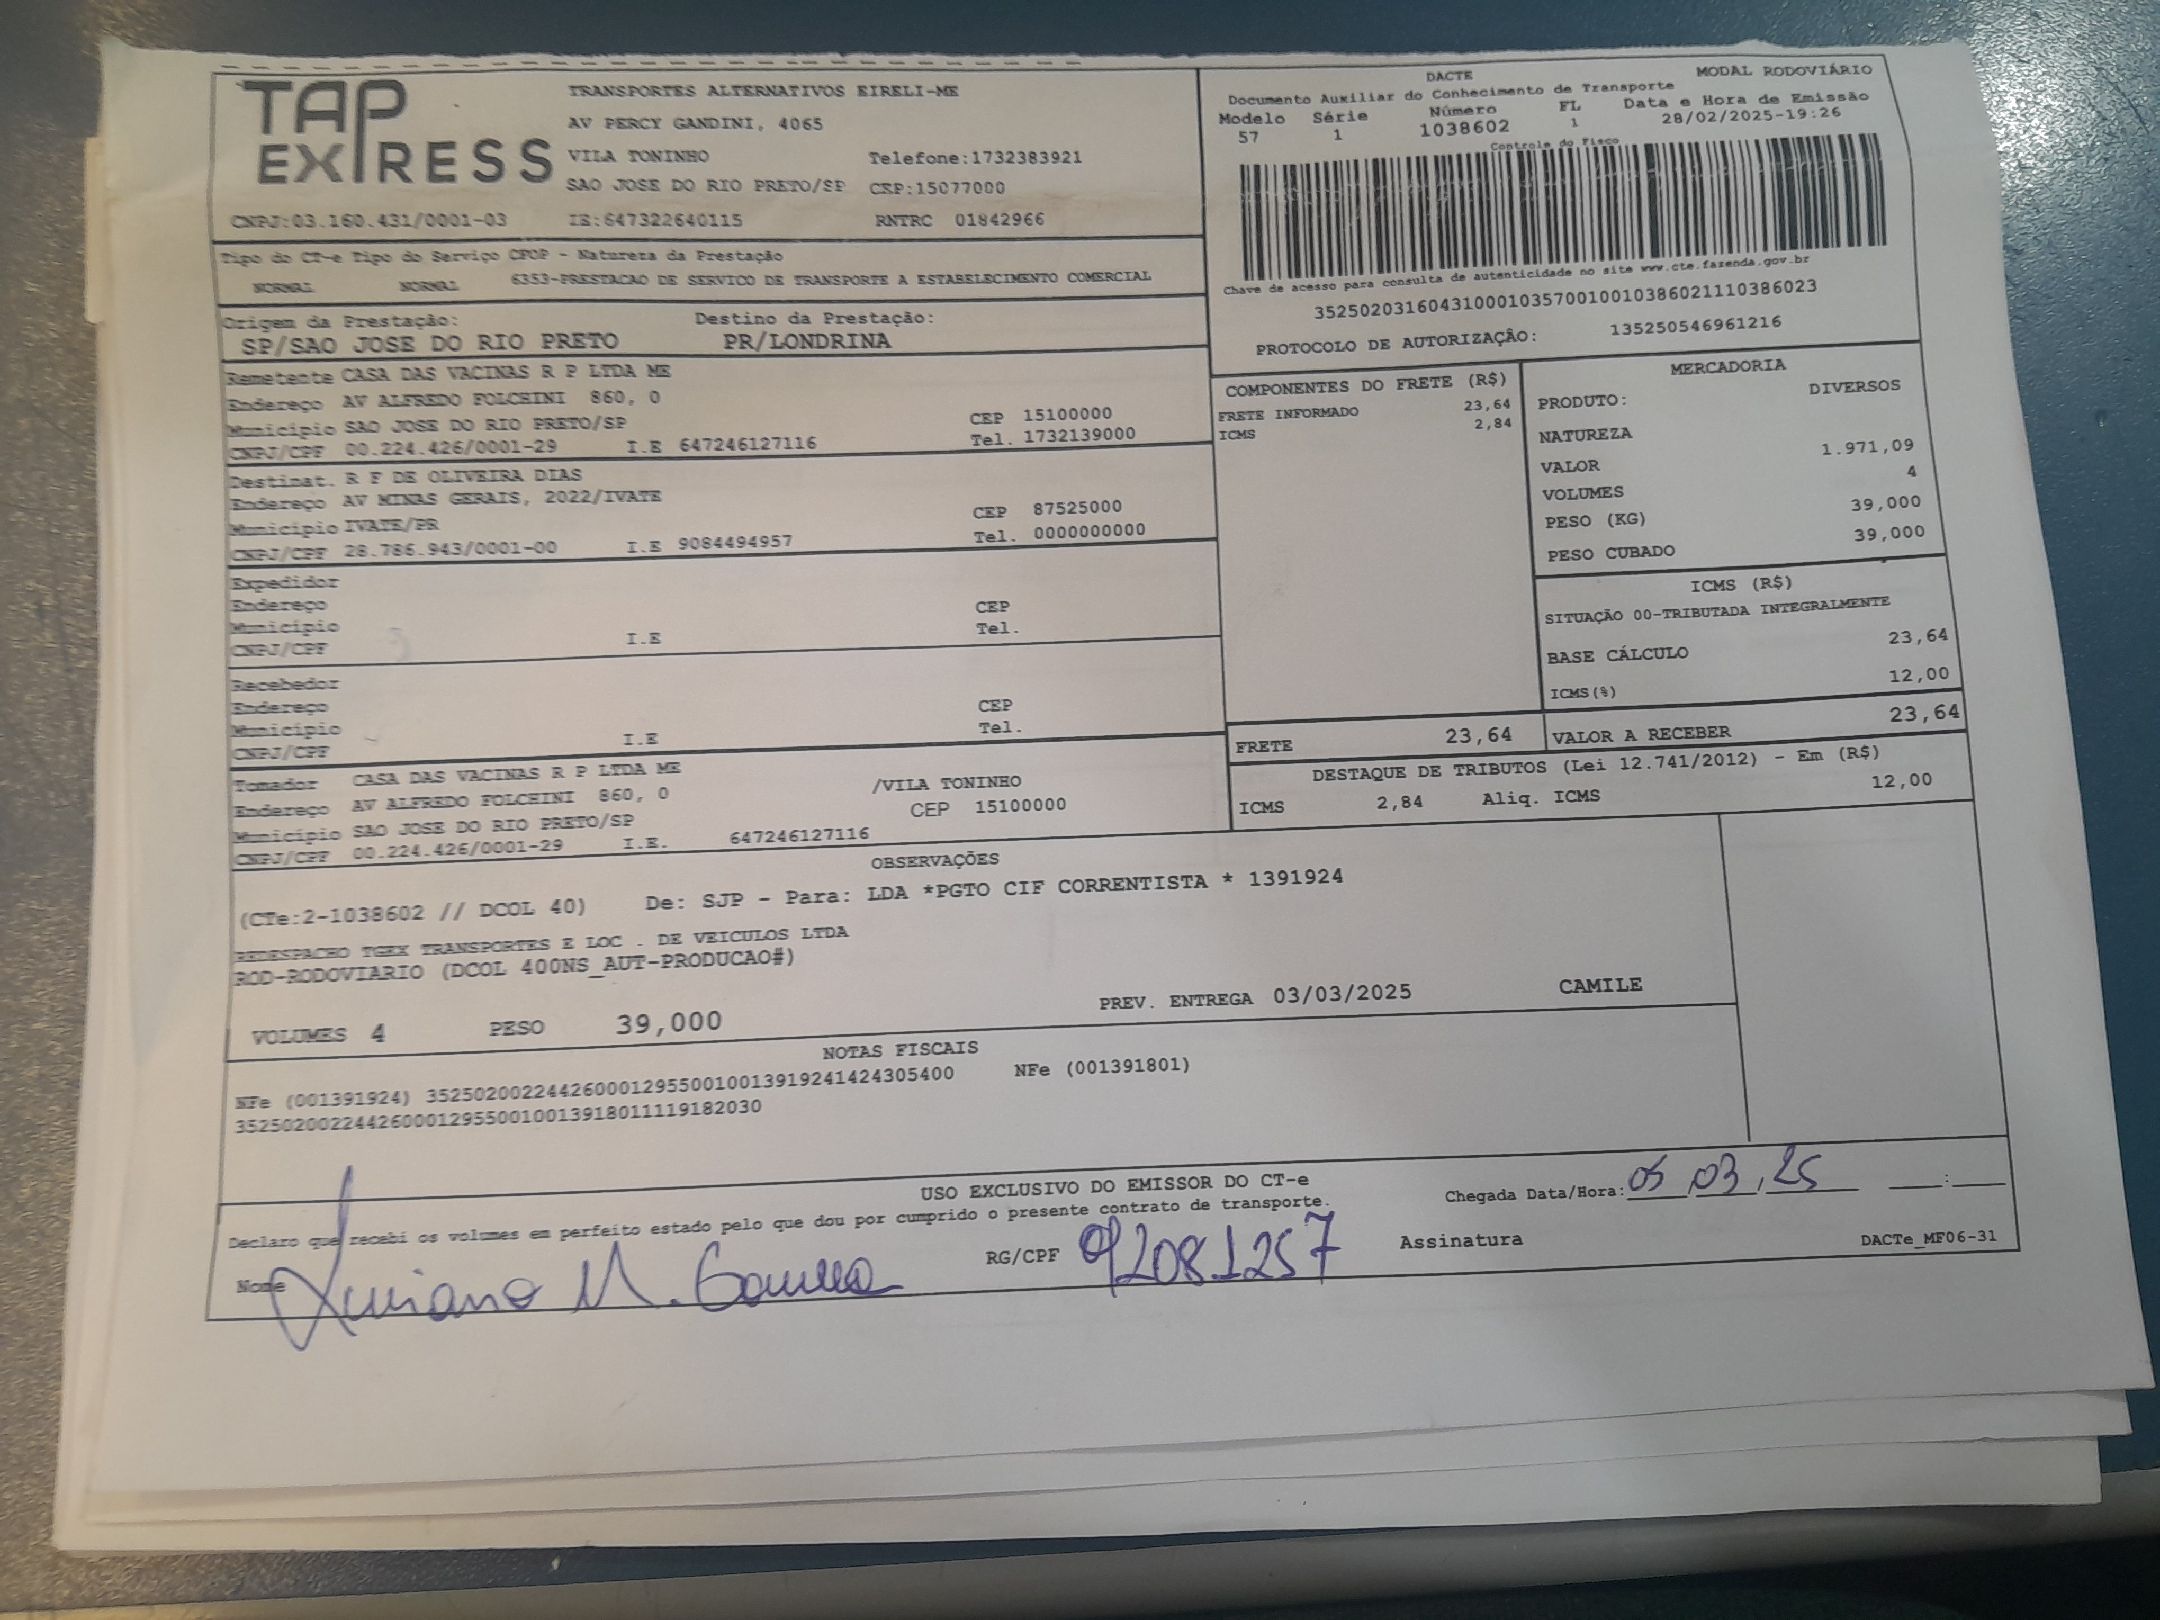 TAP EXPRESS
TRANSPORTES ALTERNATIVOS EIRELI-ME
AV PERCY GANDINI, 4065
VILA TONINHO Telefone:1732383921
SAO JOSE DO RIO PRETO/SP CEP:15077000
CNPJ:03.160.431/0001-03 IE:647322640115 RNTRC 01842966
DACTE MODAL RODOVIÁRIO
Documento Auxiliar do Conhecimento de Transporte
Modelo Série Número FL Data e Hora de Emissão
57 1 1038602 1 28/02/2025-19:26
Controle do Fisco
Chave de acesso para consulta de autenticidade no site www.cte.fazenda.gov.br
35250203160431000103570010010386021110386023
PROTOCOLO DE AUTORIZAÇÃO: 135250546961216
Tipo do CT-e Tipo do Serviço CFOP - Natureza da Prestação
NORMAL NORMAL 6353-PRESTACAO DE SERVICO DE TRANSPORTE A ESTABELECIMENTO COMERCIAL
Origem da Prestação: Destino da Prestação:
SP/SAO JOSE DO RIO PRETO PR/LONDRINA
Remetente CASA DAS VACINAS R P LTDA ME
Endereço AV ALFREDO FOLCHINI 860, 0
Município SAO JOSE DO RIO PRETO/SP CEP 15100000
CNPJ/CPF 00.224.426/0001-29 I.E 647246127116 Tel. 1732139000
Destinat. R F DE OLIVEIRA DIAS
Endereço AV MINAS GERAIS, 2022/IVATE
Município IVATE/PR CEP 87525000
CNPJ/CPF 28.786.943/0001-00 I.E 9084494957 Tel. 0000000000
Expedidor
Endereço
Município CEP
CNPJ/CPF I.E Tel.
Recebedor
Endereço
Município CEP
CNPJ/CPF I.E Tel.
Tomador CASA DAS VACINAS R P LTDA ME
Endereço AV ALFREDO FOLCHINI 860, 0 /VILA TONINHO
Município SAO JOSE DO RIO PRETO/SP CEP 15100000
CNPJ/CPF 00.224.426/0001-29 I.E. 647246127116
COMPONENTES DO FRETE (R$)
FRETE INFORMADO 23,64
ICMS 2,84
MERCADORIA
PRODUTO: DIVERSOS
NATUREZA
VALOR 1.971,09
VOLUMES 4
PESO (KG) 39,000
PESO CUBADO 39,000
ICMS (R$)
SITUAÇÃO 00-TRIBUTADA INTEGRALMENTE
BASE CÁLCULO 23,64
ICMS(%) 12,00
FRETE 23,64 VALOR A RECEBER 23,64
DESTAQUE DE TRIBUTOS (Lei 12.741/2012) - Em (R$)
ICMS 2,84 Aliq. ICMS 12,00
OBSERVAÇÕES
(CTe:2-1038602 // DCOL 40) De: SJP - Para: LDA *PGTO CIF CORRENTISTA * 1391924
REDESPACHO TGEX TRANSPORTES E LOC . DE VEICULOS LTDA
ROD-RODOVIARIO (DCOL 400NS_AUT-PRODUCAO#)
VOLUMES 4 PESO 39,000 PREV. ENTREGA 03/03/2025 CAMILE
NOTAS FISCAIS
NFe (001391924) 35250200224426000129550010013919241424305400 NFe (001391801)
35250200224426000129550010013918011119182030
USO EXCLUSIVO DO EMISSOR DO CT-e
Declaro que recebi os volumes em perfeito estado pelo que dou por cumprido o presente contrato de transporte.
Chegada Data/Hora: 05,03,25 :
Nome RG/CPF 92081257 Assinatura
DACTe_MF06-31